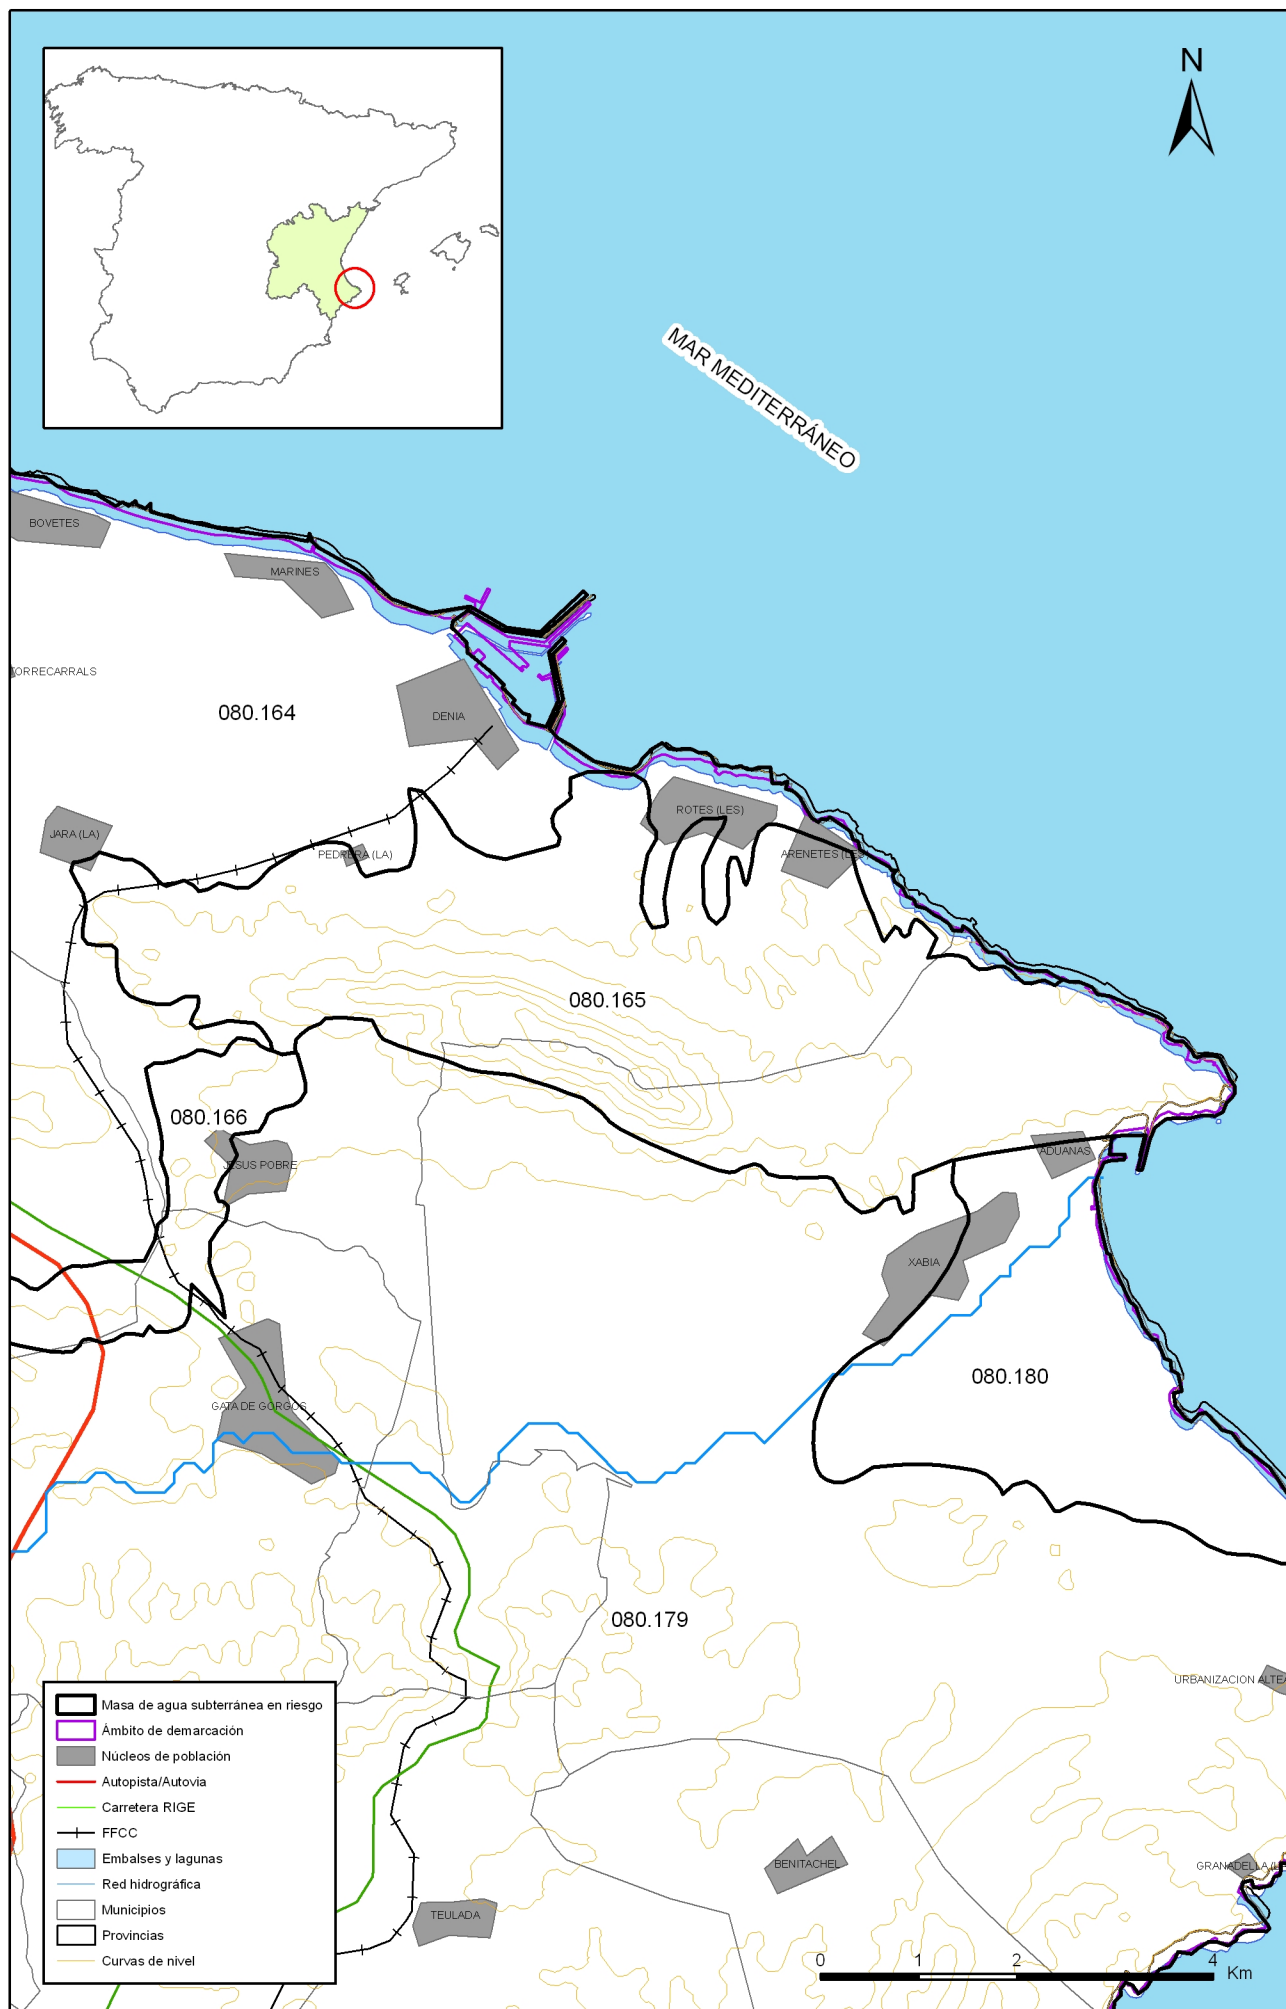 N
MAR MEDITERRÁNEO
BOVETES
MARINES
TORRECARRALS
080.164
DENIA
ROTES (LES)
JARA (LA)
PEDRERA (LA)
ARENETES (LES)
080.165
080.166
JESUS POBRE
ADUANAS
XABIA
080.180
GATA DE GORGOS
080.179
URBANIZACION ALTEA
Masa de agua subterránea en riesgo
Ámbito de demarcación
Núcleos de población
Autopista/Autovia
Carretera RIGE
FFCC
Embalses y lagunas
Red hidrográfica
Municipios
Provincias
Curvas de nivel
BENITACHEL
GRANADELLA (L
TEULADA
0 1 2 4 Km